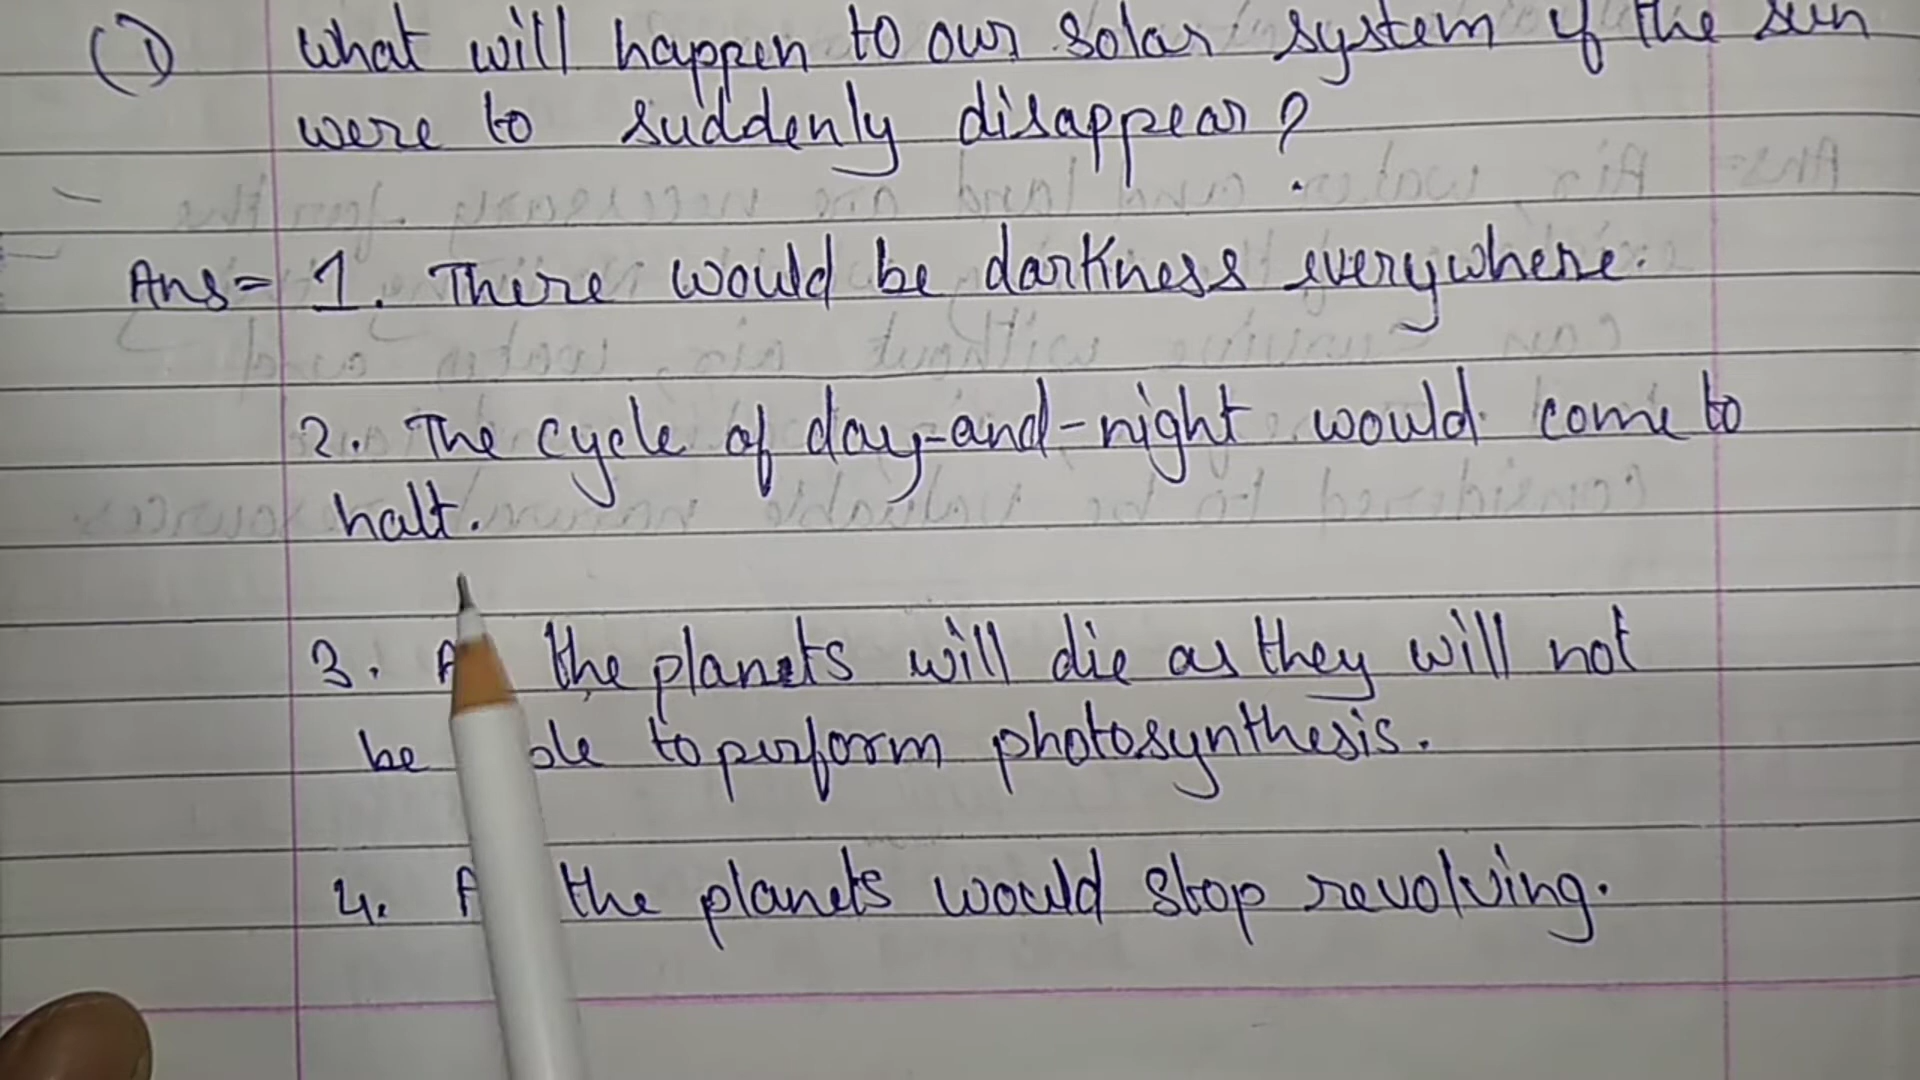 (1) What will happen to our solar system if the sun
were to suddenly disappear?
Ans= 1. There would be darkness everywhere.
2. The cycle of day-and-night would come to
halt.
3. the planets will die as they will not
be to perform photosynthesis.
4. the planets would stop revolving.